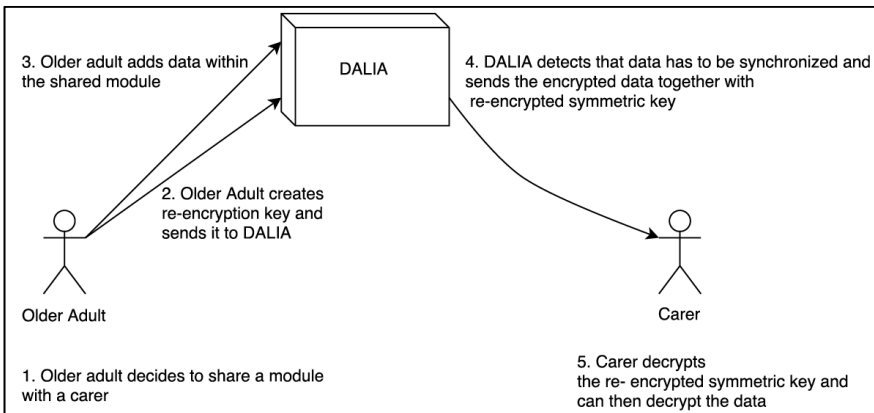 3. Older adult adds data within
the shared module
DALIA
4. DALIA detects that data has to be synchronized and
sends the encrypted data together with
re-encrypted symmetric key
2. Older Adult creates
re-encryption key and
sends it to DALIA
Older Adult
Carer
1. Older adult decides to share a module
with a carer
5. Carer decrypts
the re- encrypted symmetric key and
can then decrypt the data